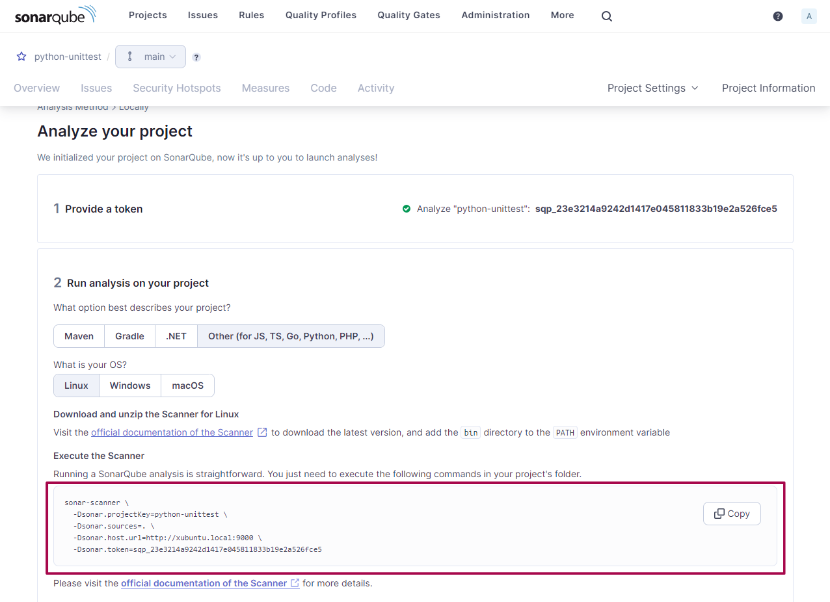 sonarqube Projects Issues Rules Quality Profiles Quality Gates Administration More ? A
python-unittest / main ?
Overview Issues Security Hotspots Measures Code Activity Project Settings Project Information
Analysis Method > Locally
Analyze your project
We initialized your project on SonarQube, now it's up to you to launch analyses!
1 Provide a token Analyze "python-unittest": sqp_23e3214a9242d1417e045811833b19e2a526fce5
2 Run analysis on your project
What option best describes your project?
Maven Gradle .NET Other (for JS, TS, Go, Python, PHP, ...)
What is your OS?
Linux Windows macOS
Download and unzip the Scanner for Linux
Visit the official documentation of the Scanner to download the latest version, and add the bin directory to the PATH environment variable
Execute the Scanner
Running a SonarQube analysis is straightforward. You just need to execute the following commands in your project's folder.
sonar-scanner \
-Dsonar.projectKey=python-unittest \
-Dsonar.sources=. \
-Dsonar.host.url=http://xubuntu.local:9000 \
-Dsonar.token=sqp_23e3214a9242d1417e045811833b19e2a526fce5
Copy
Please visit the official documentation of the Scanner for more details.